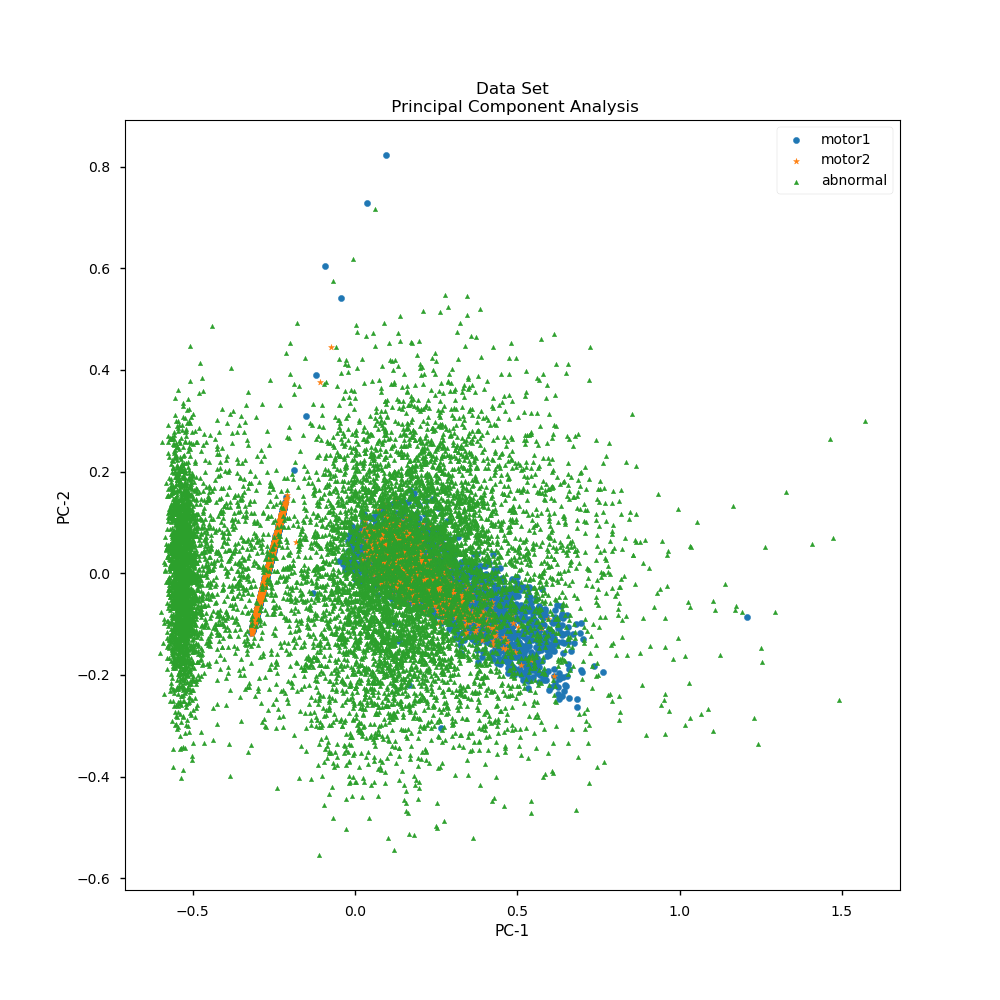 Data Set
Principal Component Analysis
motor1
motor2
abnormal
0.8
0.6
0.4
0.2
0.0
−0.2
−0.4
−0.6
PC-2
−0.5
0.0
0.5
1.0
1.5
PC-1